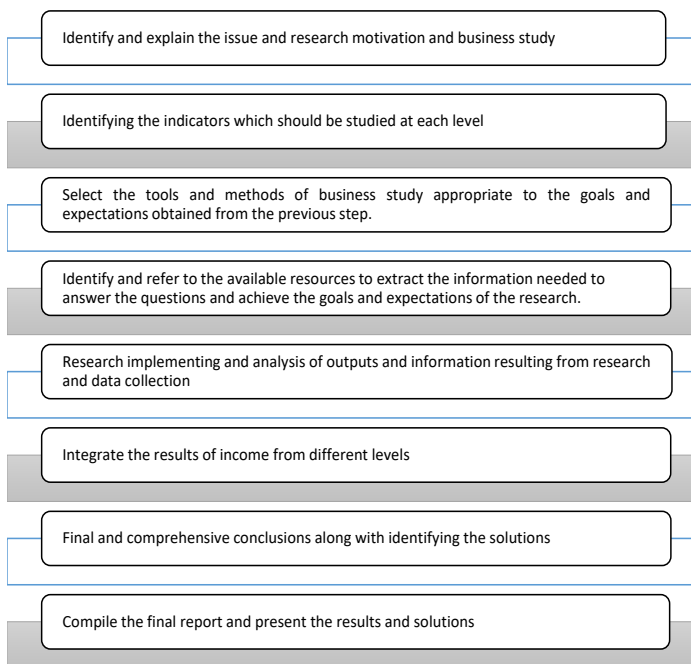 Identify and explain the issue and research motivation and business study
Identifying the indicators which should be studied at each level
Select the tools and methods of business study appropriate to the goals and
expectations obtained from the previous step.
Identify and refer to the available resources to extract the information needed to
answer the questions and achieve the goals and expectations of the research.
Research implementing and analysis of outputs and information resulting from research
and data collection
Integrate the results of income from different levels
Final and comprehensive conclusions along with identifying the solutions
Compile the final report and present the results and solutions